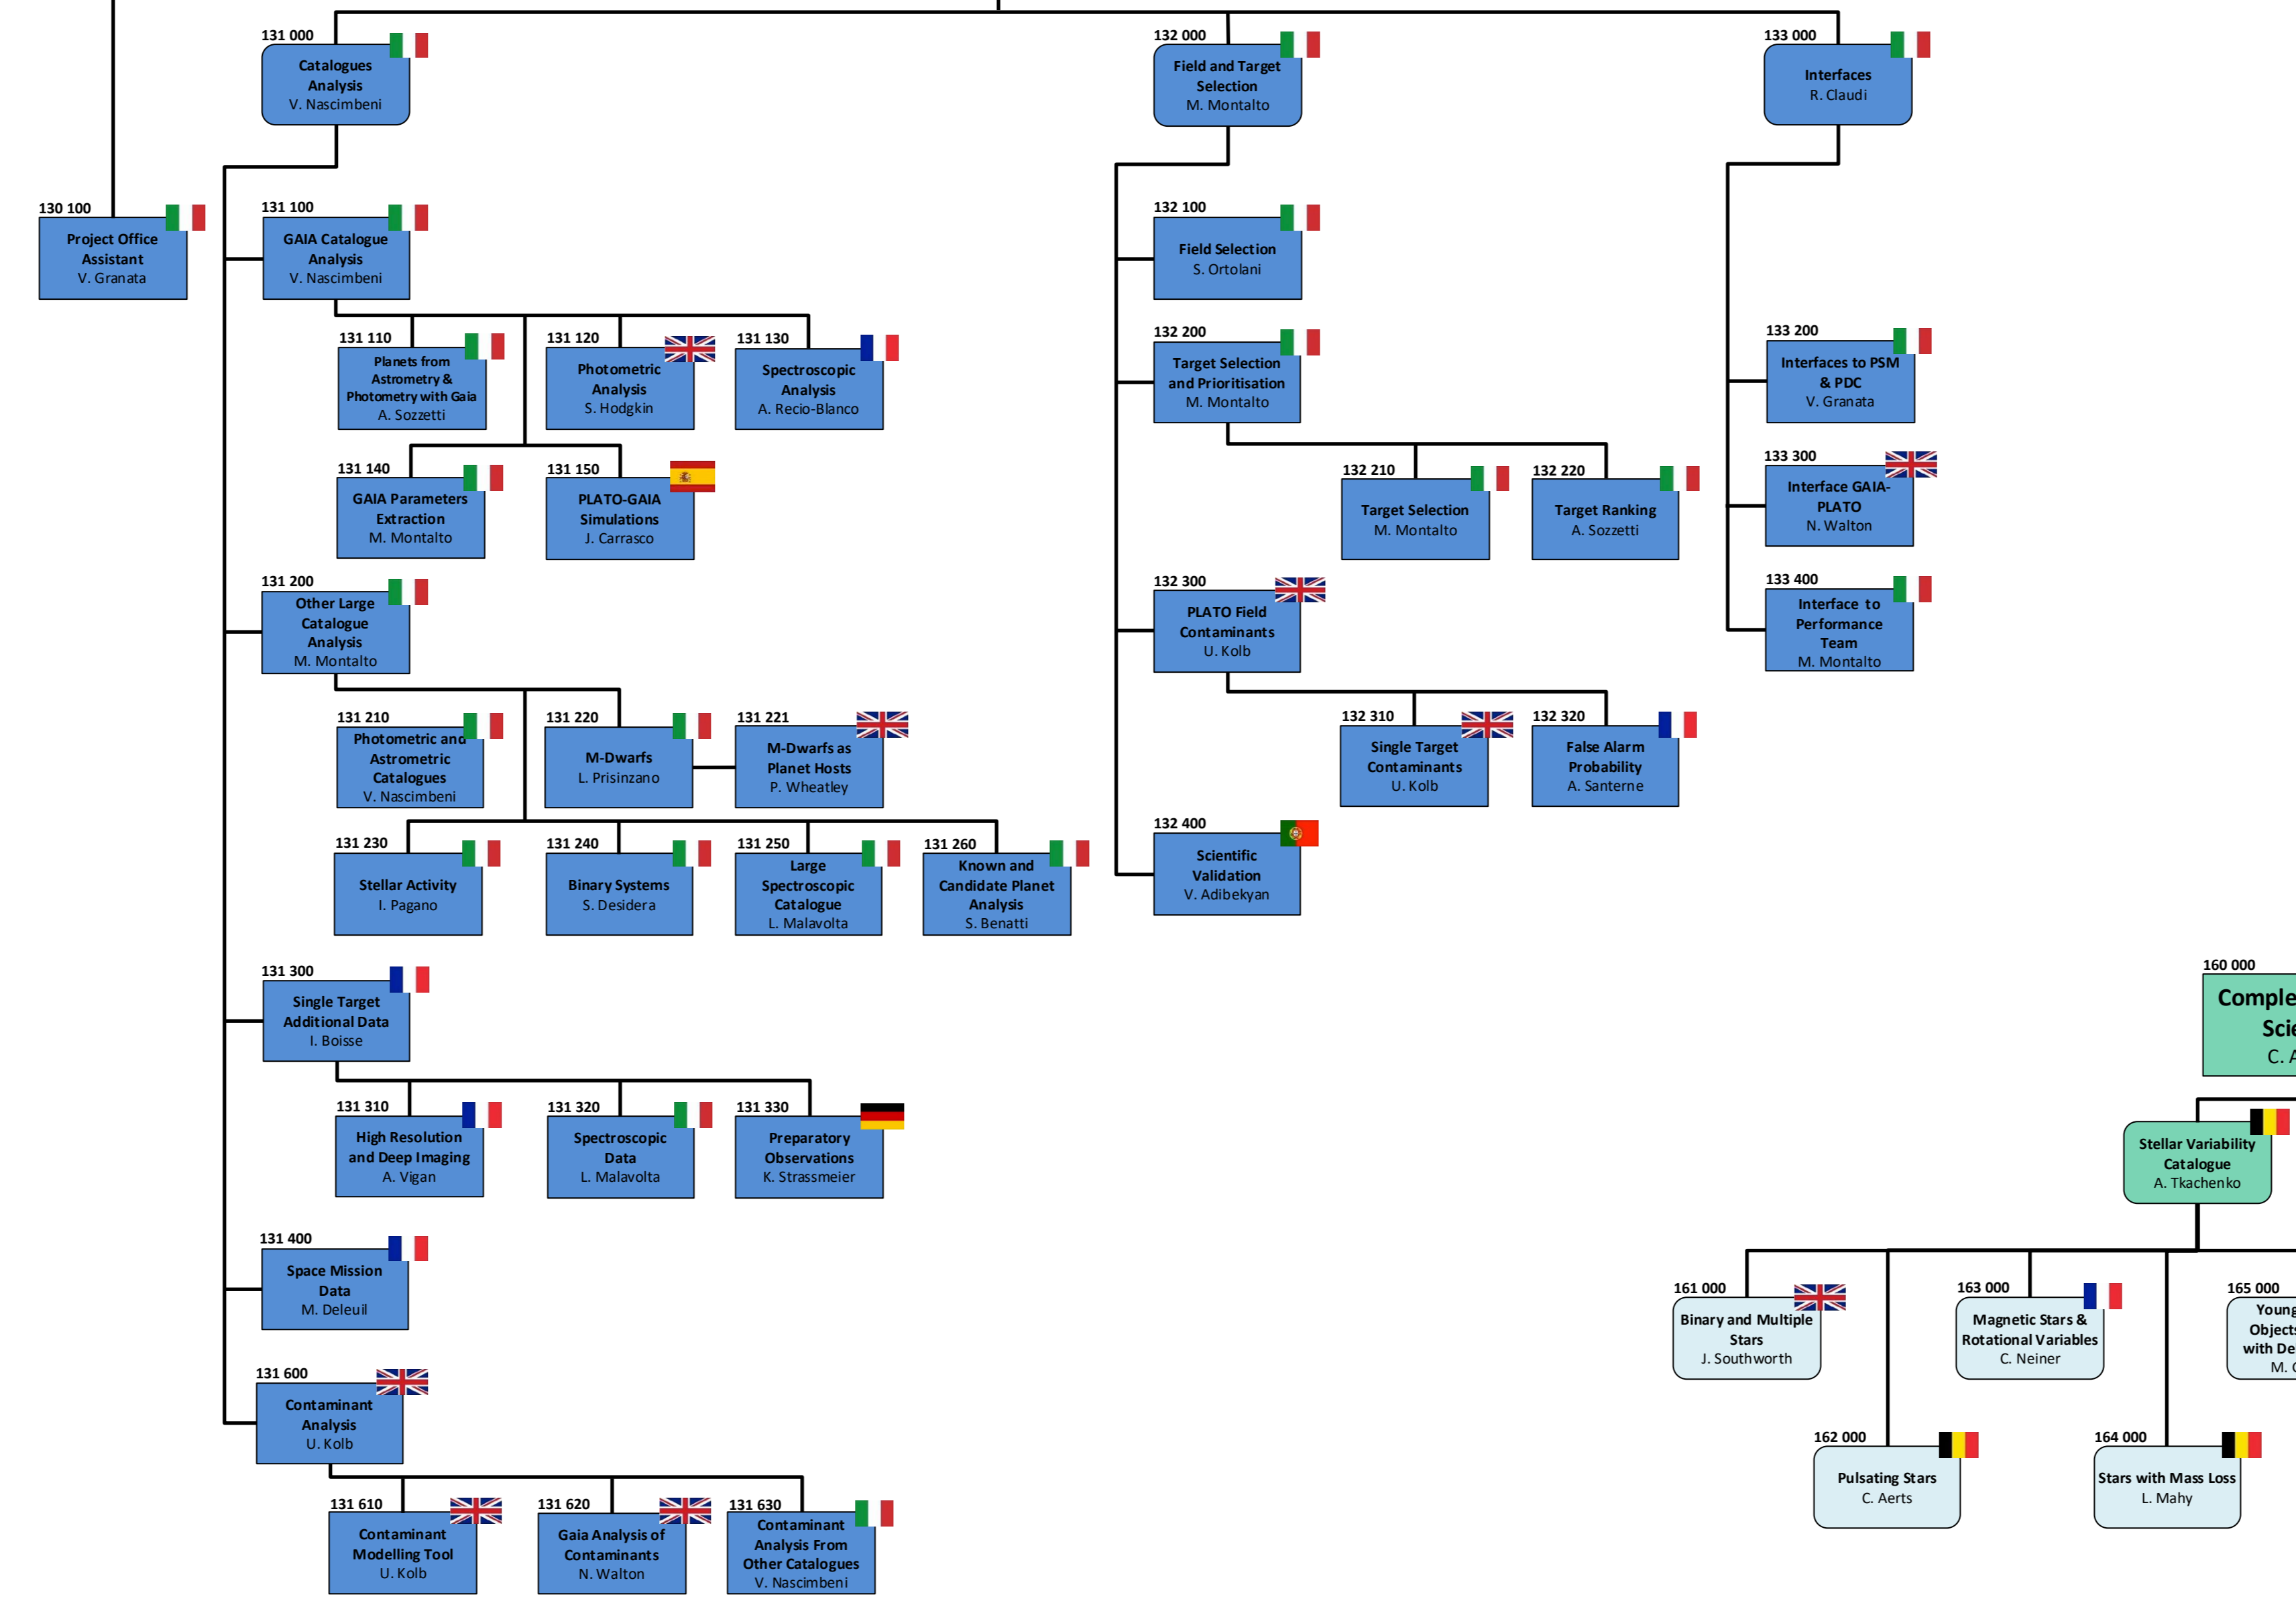 131 000
Catalogues
Analysis
V. Nascimbeni
132 000
Field and Target
Selection
M. Montalto
133 000
Interfaces
R. Claudi
130 100
Project Office
Assistant
V. Granata
131 100
GAIA Catalogue
Analysis
V. Nascimbeni
131 110
Planets from
Astrometry &
Photometry with Gaia
A. Sozzetti
131 120
Photometric
Analysis
S. Hodgkin
131 130
Spectroscopic
Analysis
A. Recio-Blanco
131 140
GAIA Parameters
Extraction
M. Montalto
131 150
PLATO-GAIA
Simulations
J. Carrasco
131 200
Other Large
Catalogue
Analysis
M. Montalto
131 210
Photometric and
Astrometric
Catalogues
V. Nascimbeni
131 220
M-Dwarfs
L. Prisinzano
131 221
M-Dwarfs as
Planet Hosts
P. Wheatley
131 230
Stellar Activity
I. Pagano
131 240
Binary Systems
S. Desidera
131 250
Large
Spectroscopic
Catalogue
L. Malavolta
131 260
Known and
Candidate Planet
Analysis
S. Benatti
131 300
Single Target
Additional Data
I. Boisse
131 310
High Resolution
and Deep Imaging
A. Vigan
131 320
Spectroscopic
Data
L. Malavolta
131 330
Preparatory
Observations
K. Strassmeier
131 400
Space Mission
Data
M. Deleuil
131 600
Contaminant
Analysis
U. Kolb
131 610
Contaminant
Modelling Tool
U. Kolb
131 620
Gaia Analysis of
Contaminants
N. Walton
131 630
Contaminant
Analysis From
Other Catalogues
V. Nascimbeni
132 100
Field Selection
S. Ortolani
132 200
Target Selection
and Prioritisation
M. Montalto
132 210
Target Selection
M. Montalto
132 220
Target Ranking
A. Sozzetti
132 300
PLATO Field
Contaminants
U. Kolb
132 310
Single Target
Contaminants
U. Kolb
132 320
False Alarm
Probability
A. Santerne
132 400
Scientific
Validation
V. Adibekyan
133 200
Interfaces to PSM
& PDC
V. Granata
133 300
Interface GAIA-
PLATO
N. Walton
133 400
Interface to
Performance
Team
M. Montalto
160 000
Comple
Scie
C. A
Stellar Variability
Catalogue
A. Tkachenko
161 000
Binary and Multiple
Stars
J. Southworth
162 000
Pulsating Stars
C. Aerts
163 000
Magnetic Stars &
Rotational Variables
C. Neiner
164 000
Stars with Mass Loss
L. Mahy
165 000
Young
Objects
with De
M.